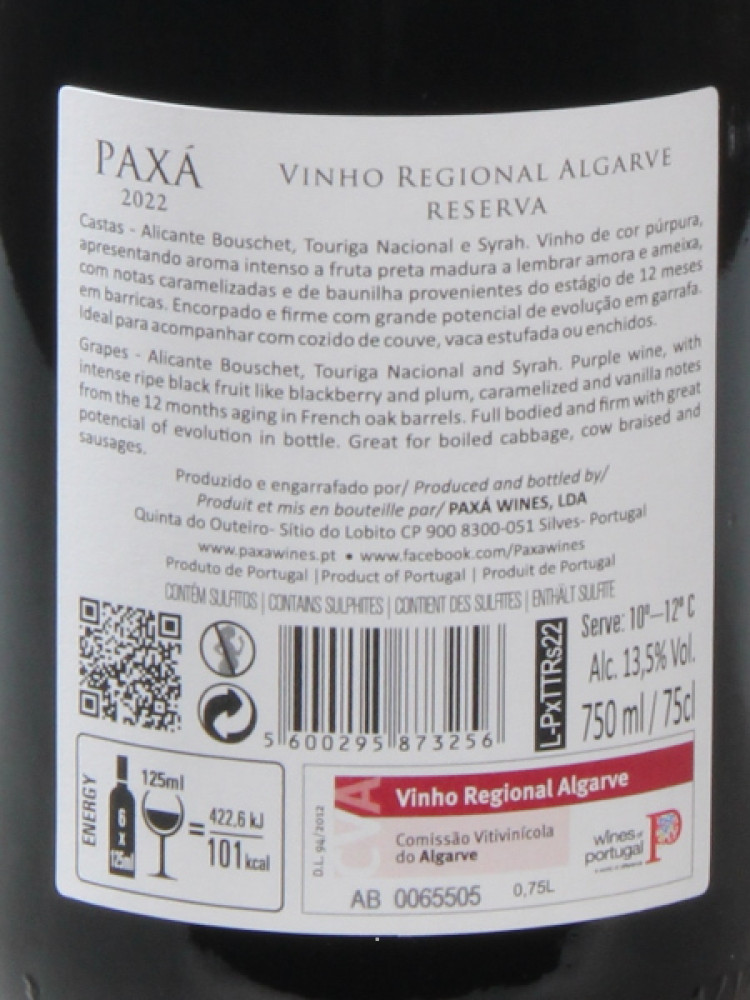 PAXÁ
2022
VINHO REGIONAL ALGARVE
RESERVA
Castas - Alicante Bouschet, Touriga Nacional e Syrah. Vinho de cor púrpura,
apresentando aroma intenso a fruta preta madura a lembrar amora e ameixa,
com notas caramelizadas e de baunilha provenientes do estágio de 12 meses
em barricas. Encorpado e firme com grande potencial de evolução em garrafa.
Ideal para acompanhar com cozido de couve, vaca estufada ou enchidos.
Grapes - Alicante Bouschet, Touriga Nacional and Syrah. Purple wine, with
intense ripe black fruit like blackberry and plum, caramelized and vanilla notes
from the 12 months aging in French oak barrels. Full bodied and firm with great
potencial of evolution in bottle. Great for boiled cabbage, cow braised and
sausages.
Produzido e engarrafado por/ Produced and bottled by/
Produit et mis en bouteille par/ PAXÁ WINES, LDA
Quinta do Outeiro- Sítio do Lobito CP 900 8300-051 Silves- Portugal
www.paxawines.pt • www.facebook.com/Paxawines
Produto de Portugal | Product of Portugal | Produit de Portugal
CONTÉM SULFITOS | CONTAINS SULPHITES | CONTIENT DES SULFITES | ENTHÄLT SULFITE
5 600295 873256
L-PxTTRs22
Serve: 10º-12º C
Alc. 13,5% Vol.
750 ml / 75cl
ENERGY
6
x
125ml
125ml
=
422,6 kJ
101 kcal
D.L. 94/2012
CVA
Vinho Regional Algarve
Comissão Vitivinícola
do Algarve
wines of
portugal
P
AB 0065505
0,75L